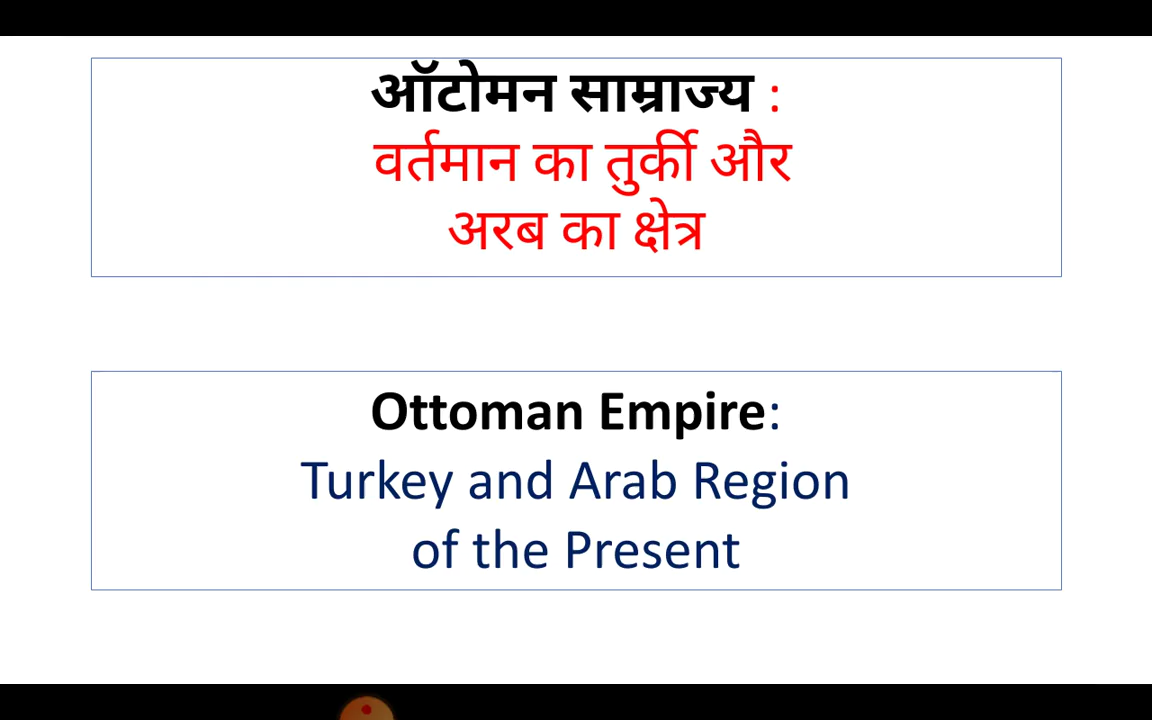 ऑटोमन साम्राज्य :
वर्तमान का तुर्की और
अरब का क्षेत्र
Ottoman Empire:
Turkey and Arab Region
of the Present